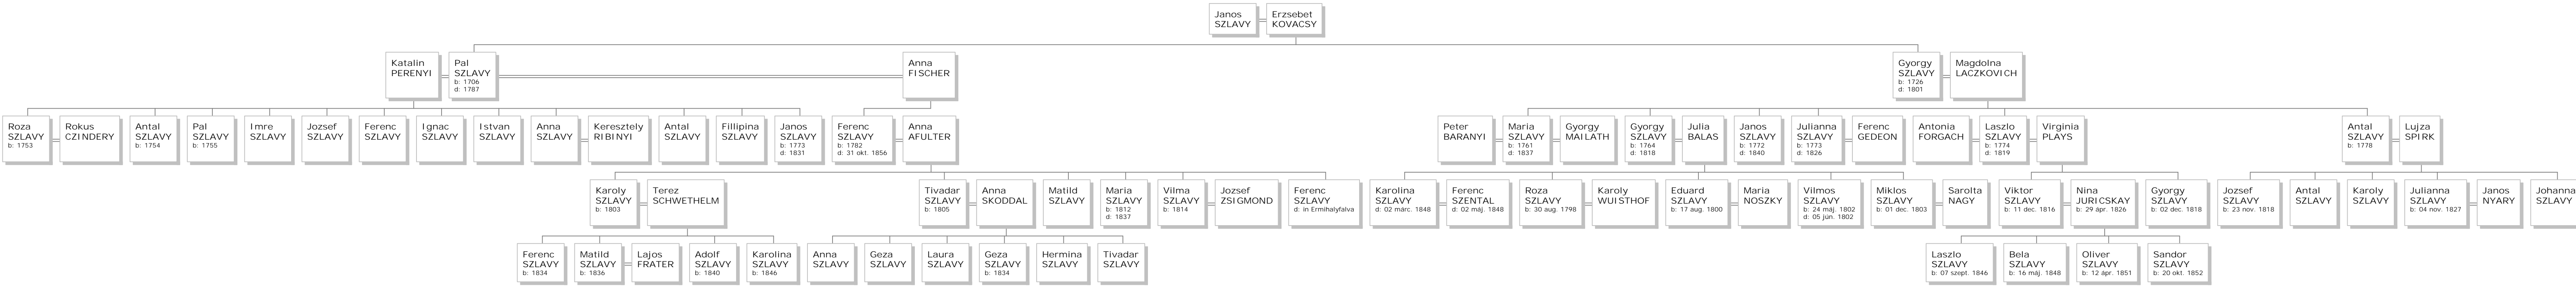 Janos
SZLAVY
Erzsebet
KOVACSY
Katalin
PERENYI
Pal
SZLAVY
b: 1706
d: 1787
Anna
FISCHER
Gyorgy
SZLAVY
b: 1726
d: 1801
Magdolna
LACZKOVICH
Roza
SZLAVY
b: 1753
Rokus
CZINDERY
Antal
SZLAVY
b: 1754
Pal
SZLAVY
b: 1755
Imre
SZLAVY
Jozsef
SZLAVY
Ferenc
SZLAVY
Ignac
SZLAVY
Istvan
SZLAVY
Anna
SZLAVY
Keresztely
RIBINYI
Antal
SZLAVY
Fillipina
SZLAVY
Janos
SZLAVY
b: 1773
d: 1831
Ferenc
SZLAVY
b: 1782
d: 31 okt. 1856
Anna
AFULTER
Peter
BARANYI
Maria
SZLAVY
b: 1761
d: 1837
Gyorgy
MAILATH
Gyorgy
SZLAVY
b: 1764
d: 1818
Julia
BALAS
Janos
SZLAVY
b: 1772
d: 1840
Julianna
SZLAVY
b: 1773
d: 1826
Ferenc
GEDEON
Antonia
FORGACH
Laszlo
SZLAVY
b: 1774
d: 1819
Virginia
PLAYS
Antal
SZLAVY
b: 1778
Lujza
SPIRK
Karoly
SZLAVY
b: 1803
Terez
SCHWETHELM
Tivadar
SZLAVY
b: 1805
Anna
SKODDAL
Matild
SZLAVY
Maria
SZLAVY
b: 1812
d: 1837
Vilma
SZLAVY
b: 1814
Jozsef
ZSIGMOND
Ferenc
SZLAVY
d: in Ermihalyfalva
Karolina
SZLAVY
d: 02 márc. 1848
Ferenc
SZENTAL
d: 02 máj. 1848
Roza
SZLAVY
b: 30 aug. 1798
Karoly
WUISTHOF
Eduard
SZLAVY
b: 17 aug. 1800
Maria
NOSZKY
Vilmos
SZLAVY
b: 24 máj. 1802
d: 05 jún. 1802
Miklos
SZLAVY
b: 01 dec. 1803
Sarolta
NAGY
Viktor
SZLAVY
b: 11 dec. 1816
Nina
JURICSKAY
b: 29 ápr. 1826
Gyorgy
SZLAVY
b: 02 dec. 1818
Jozsef
SZLAVY
b: 23 nov. 1818
Antal
SZLAVY
Karoly
SZLAVY
Julianna
SZLAVY
b: 04 nov. 1827
Janos
NYARY
Johanna
SZLAVY
Ferenc
SZLAVY
b: 1834
Matild
SZLAVY
b: 1836
Lajos
FRATER
Adolf
SZLAVY
b: 1840
Karolina
SZLAVY
b: 1846
Anna
SZLAVY
Geza
SZLAVY
Laura
SZLAVY
Geza
SZLAVY
b: 1834
Hermina
SZLAVY
Tivadar
SZLAVY
Laszlo
SZLAVY
b: 07 szept. 1846
Bela
SZLAVY
b: 16 máj. 1848
Oliver
SZLAVY
b: 12 ápr. 1851
Sandor
SZLAVY
b: 20 okt. 1852